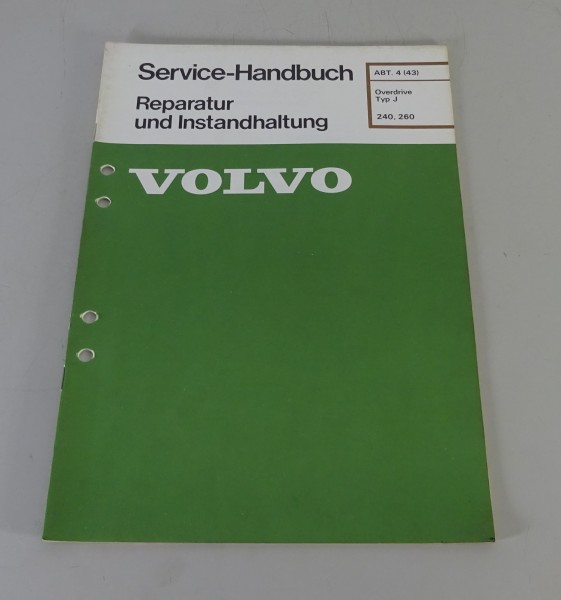 Service-Handbuch
Reparatur
und Instandhaltung
ABT. 4 (43)
Overdrive
Typ J
240, 260
VOLVO